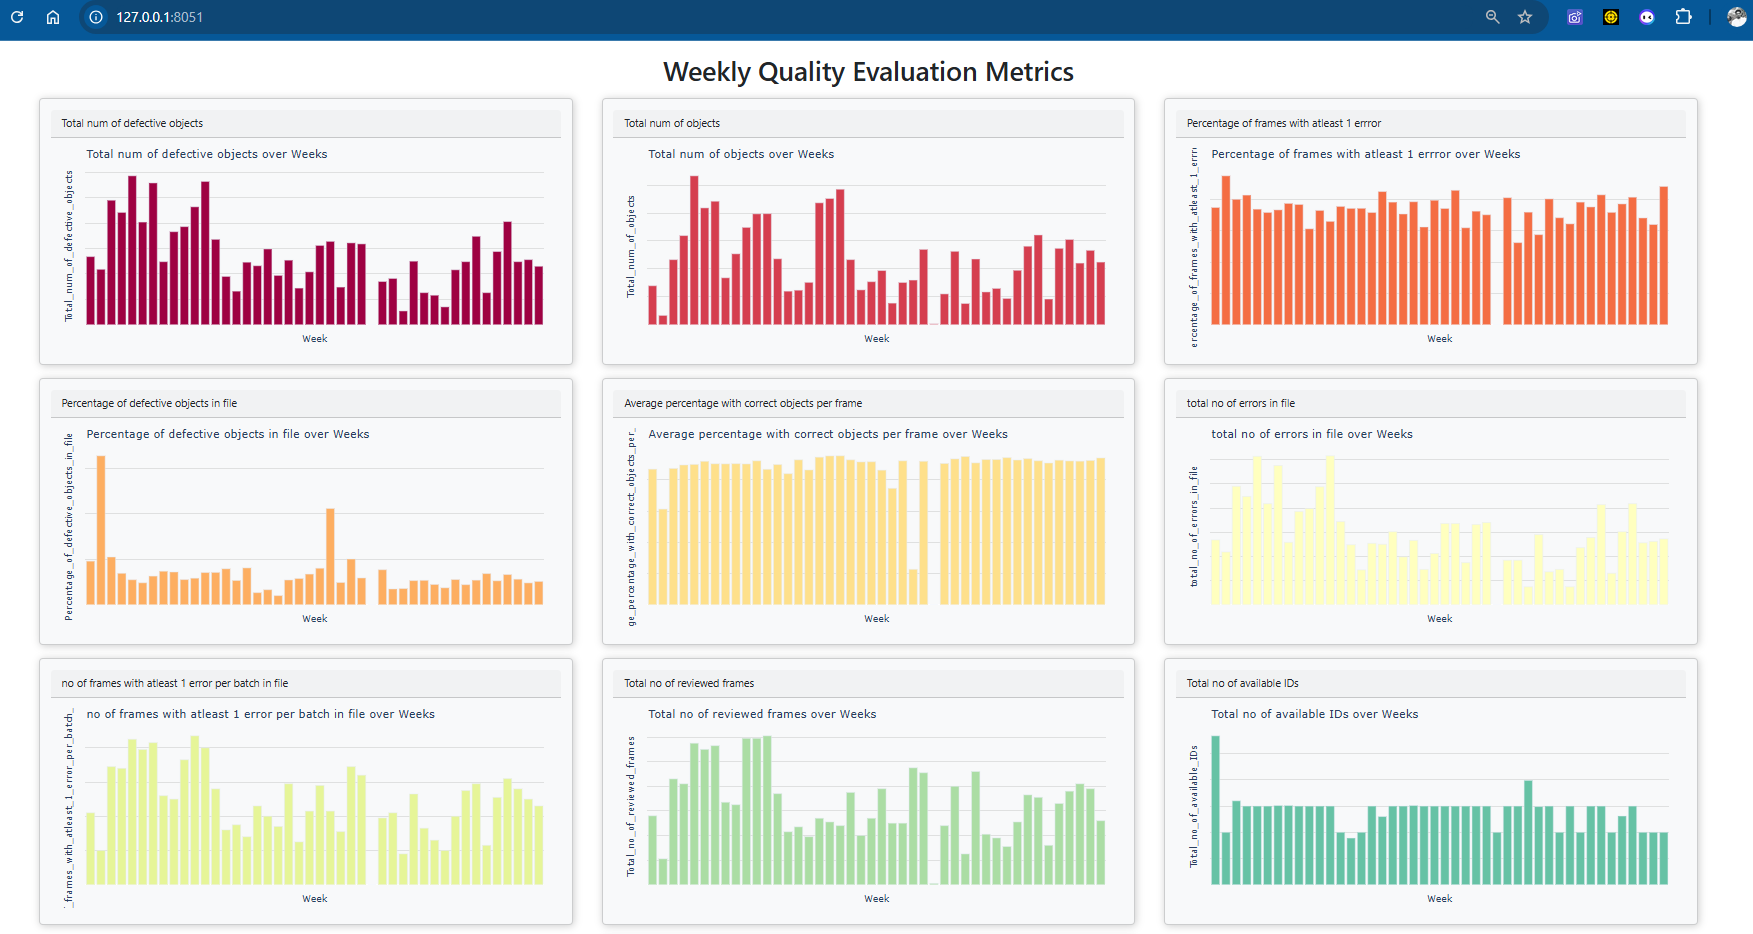 127.0.0.1:8051
Weekly Quality Evaluation Metrics
Total num of defective objects
Total num of defective objects over Weeks
Total_num_of_defective_objects
Week
Total num of objects
Total num of objects over Weeks
Total_num_of_objects
Week
Percentage of frames with atleast 1 errror
Percentage of frames with atleast 1 errror over Weeks
ercentage_of_frames_with_atleast_1_errr
Week
Percentage of defective objects in file
Percentage of defective objects in file over Weeks
Percentage_of_defective_objects_in_file
Week
Average percentage with correct objects per frame
Average percentage with correct objects per frame over Weeks
ge_percentage_with_correct_objects_per_
Week
total no of errors in file
total no of errors in file over Weeks
total_no_of_errors_in_file
Week
no of frames with atleast 1 error per batch in file
no of frames with atleast 1 error per batch in file over Weeks
_frames_with_atleast_1_error_per_batch_
Week
Total no of reviewed frames
Total no of reviewed frames over Weeks
Total_no_of_reviewed_frames
Week
Total no of available IDs
Total no of available IDs over Weeks
Total_no_of_available_IDs
Week